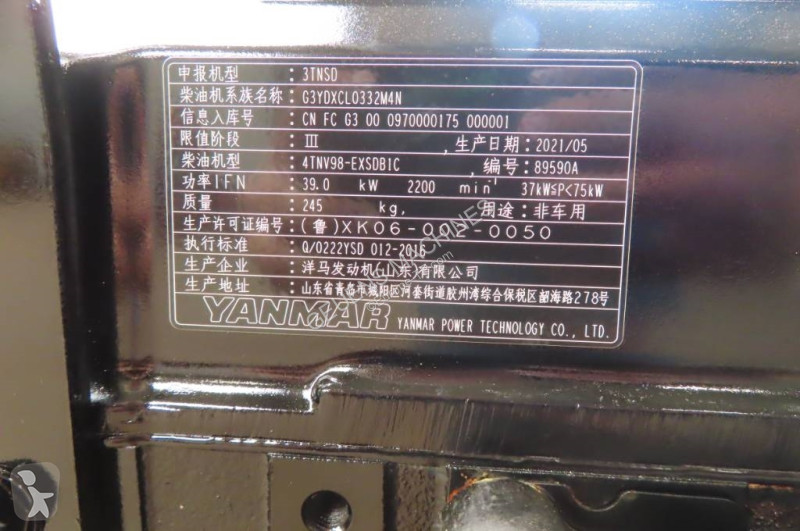 申报机型 : 3TNSD
柴油机系族名称: G3YDXCL0332M4N
信息入库号: CN FC G3 00 0970000175 000001
限值阶段 : III , 生产日期: 2021/05
柴油机型 : 4TNV98-EXSDBIC , 编号: 89590A
功率IFN : 39.0 kW 2200 min⁻¹ 37kW≤P<75kW
质量 : 245 kg, 用途: 非车用
生产许可证编号: (鲁)XK06-002-0050
执行标准 : Q/0222YSD 012-2016
生产企业 : 洋马发动机(山东)有限公司
生产地址 : 山东省青岛市城阳区河套街道胶州湾综合保税区韶海路278号
YANMAR YANMAR POWER TECHNOLOGY CO., LTD.